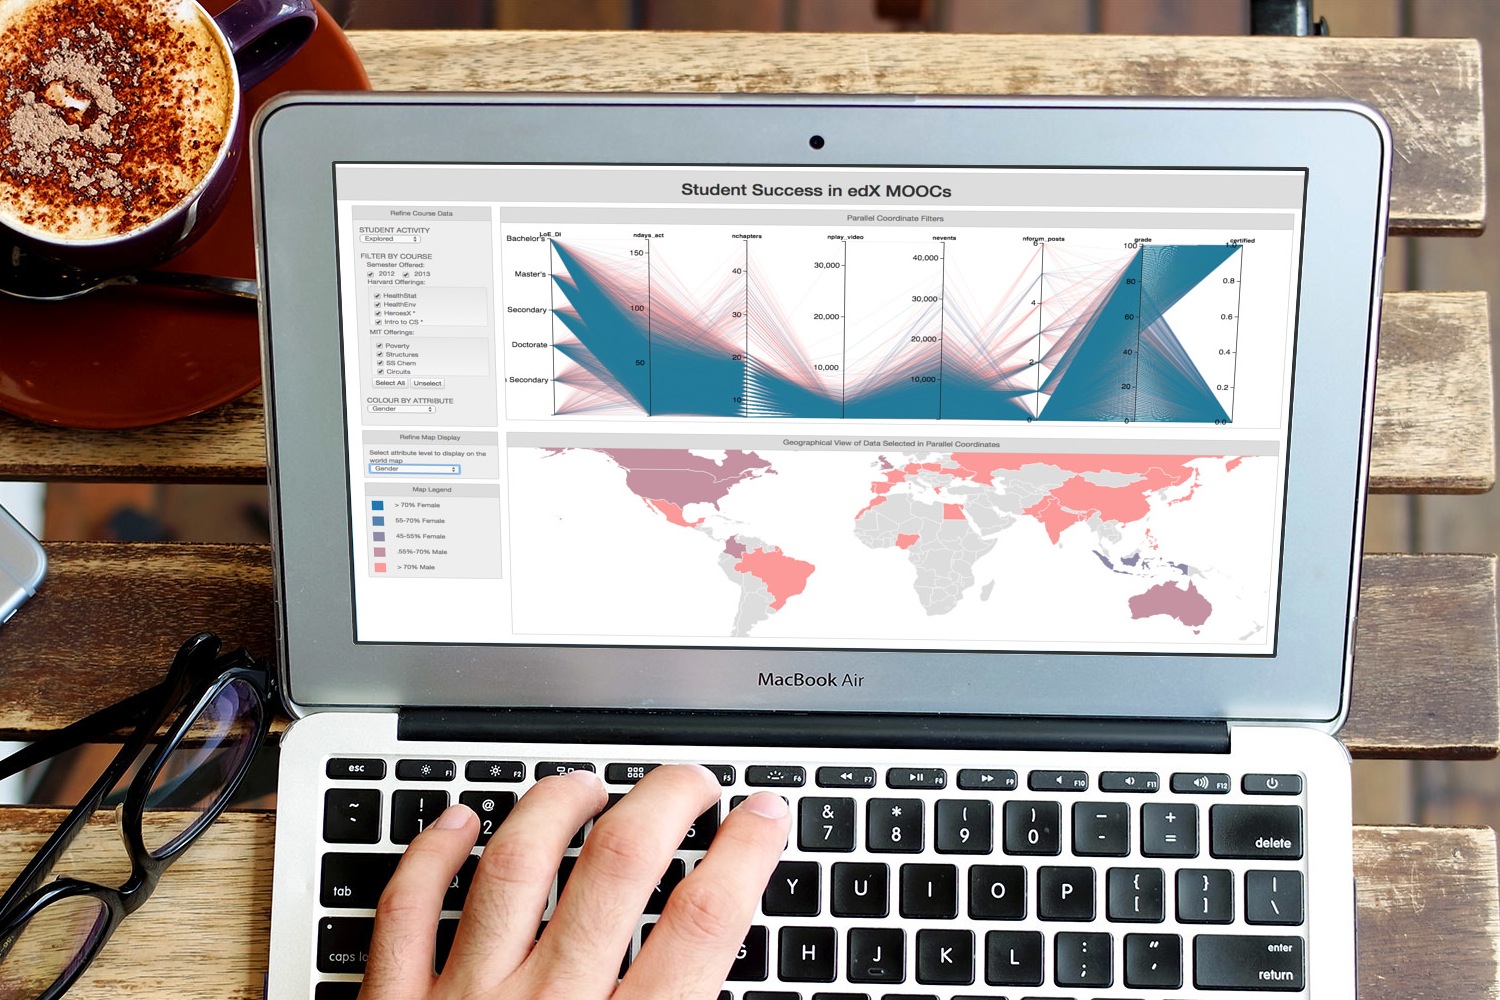 Student Success in edX MOOCs
Refine Course Data
STUDENT ACTIVITY
Explored
FILTER BY COURSE
Semester Offered:
2012 2013
Harvard Offerings:
HealthStat
HealthEnv
HeroesX *
Intro to CS *
MIT Offerings:
Poverty
Structures
SS Chem
Circuits
Select All Unselect
COLOUR BY ATTRIBUTE
Gender
Refine Map Display
Select attribute level to display on the
world map
Gender
Map Legend
> 70% Female
55-70% Female
45-55% Female
.55%-70% Male
> 70% Male
Parallel Coordinate Filters
LoE_DI ndays_act nchapters nplay_video nevents nforum_posts grade certified
Bachelor's
Master's
Secondary
Doctorate
Secondary
150
100
50
40
30
20
10
30,000
20,000
10,000
40,000
30,000
20,000
10,000
6
4
2
0
100
80
60
40
20
0
1.0
0.8
0.6
0.4
0.2
0.0
Geographical View of Data Selected in Parallel Coordinates
MacBook Air
esc F1 F2 F5 F6 F7 F8 F9 F10 F11 F12
~ ! @ & * ( ) - +
` 1 2 5 7 8 9 0 - =
delete
tab Q Y U I O P { [ } ] | \
caps lo G H J K L : ; " ' enter
return